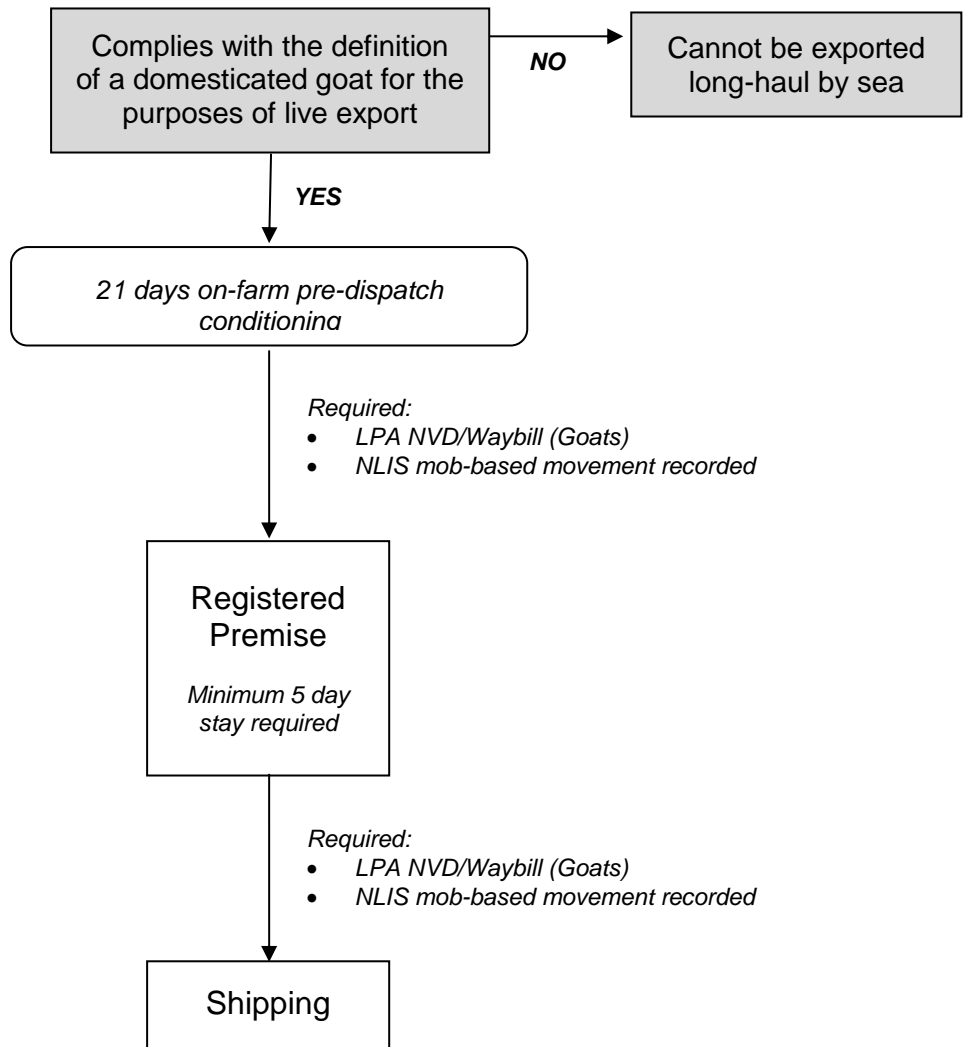 Complies with the definition
of a domesticated goat for the
purposes of live export
NO
Cannot be exported
long-haul by sea
YES
21 days on-farm pre-dispatch
conditioning
Required:
• LPA NVD/Waybill (Goats)
• NLIS mob-based movement recorded
Registered
Premise
Minimum 5 day
stay required
Required:
• LPA NVD/Waybill (Goats)
• NLIS mob-based movement recorded
Shipping